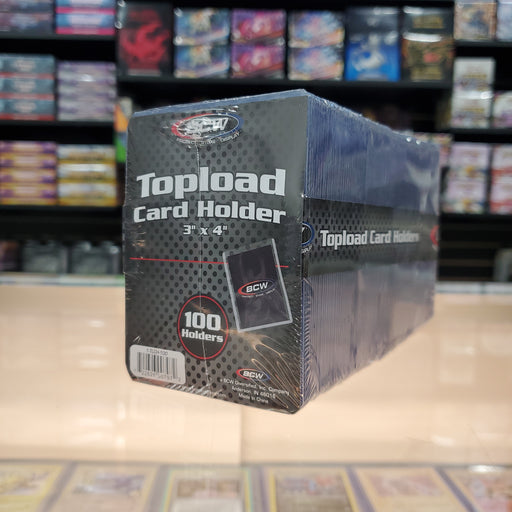 BCW
Topload
Card Holder
3" x 4"
BCW
100
Holders
BCW
A BCW Diversified, Inc. Company
Anderson, IN 46016
Made in China
Topload Card Holders